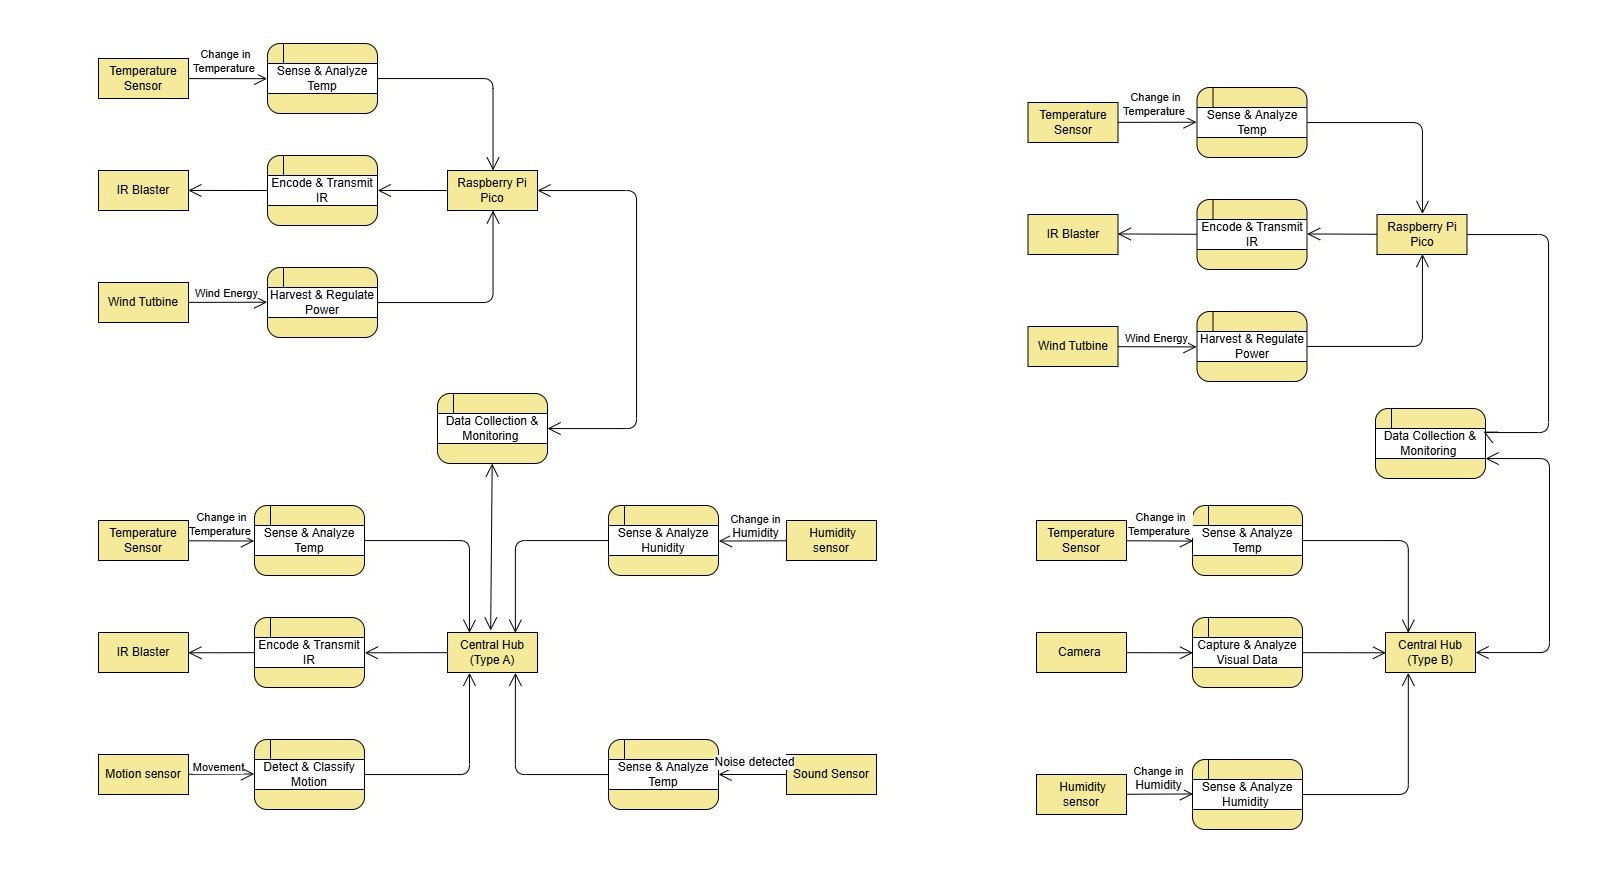 Change in
Temperature
Temperature
Sensor
Sense & Analyze
Temp
IR Blaster
Encode & Transmit
IR
Raspberry Pi
Pico
Wind Tutbine
Wind Energy
Harvest & Regulate
Power
Data Collection &
Monitoring
Change in
Temperature
Temperature
Sensor
Sense & Analyze
Temp
Sense & Analyze
Hunidity
Change in
Humidity
Humidity
sensor
IR Blaster
Encode & Transmit
IR
Central Hub
(Type A)
Motion sensor
Movement
Detect & Classify
Motion
Sense & Analyze
Temp
Noise detected
Sound Sensor
Change in
Temperature
Temperature
Sensor
Sense & Analyze
Temp
IR Blaster
Encode & Transmit
IR
Raspberry Pi
Pico
Wind Tutbine
Wind Energy
Harvest & Regulate
Power
Data Collection &
Monitoring
Change in
Temperature
Temperature
Sensor
Sense & Analyze
Temp
Camera
Capture & Analyze
Visual Data
Central Hub
(Type B)
Change in
Humidity
Humidity
sensor
Sense & Analyze
Humidity